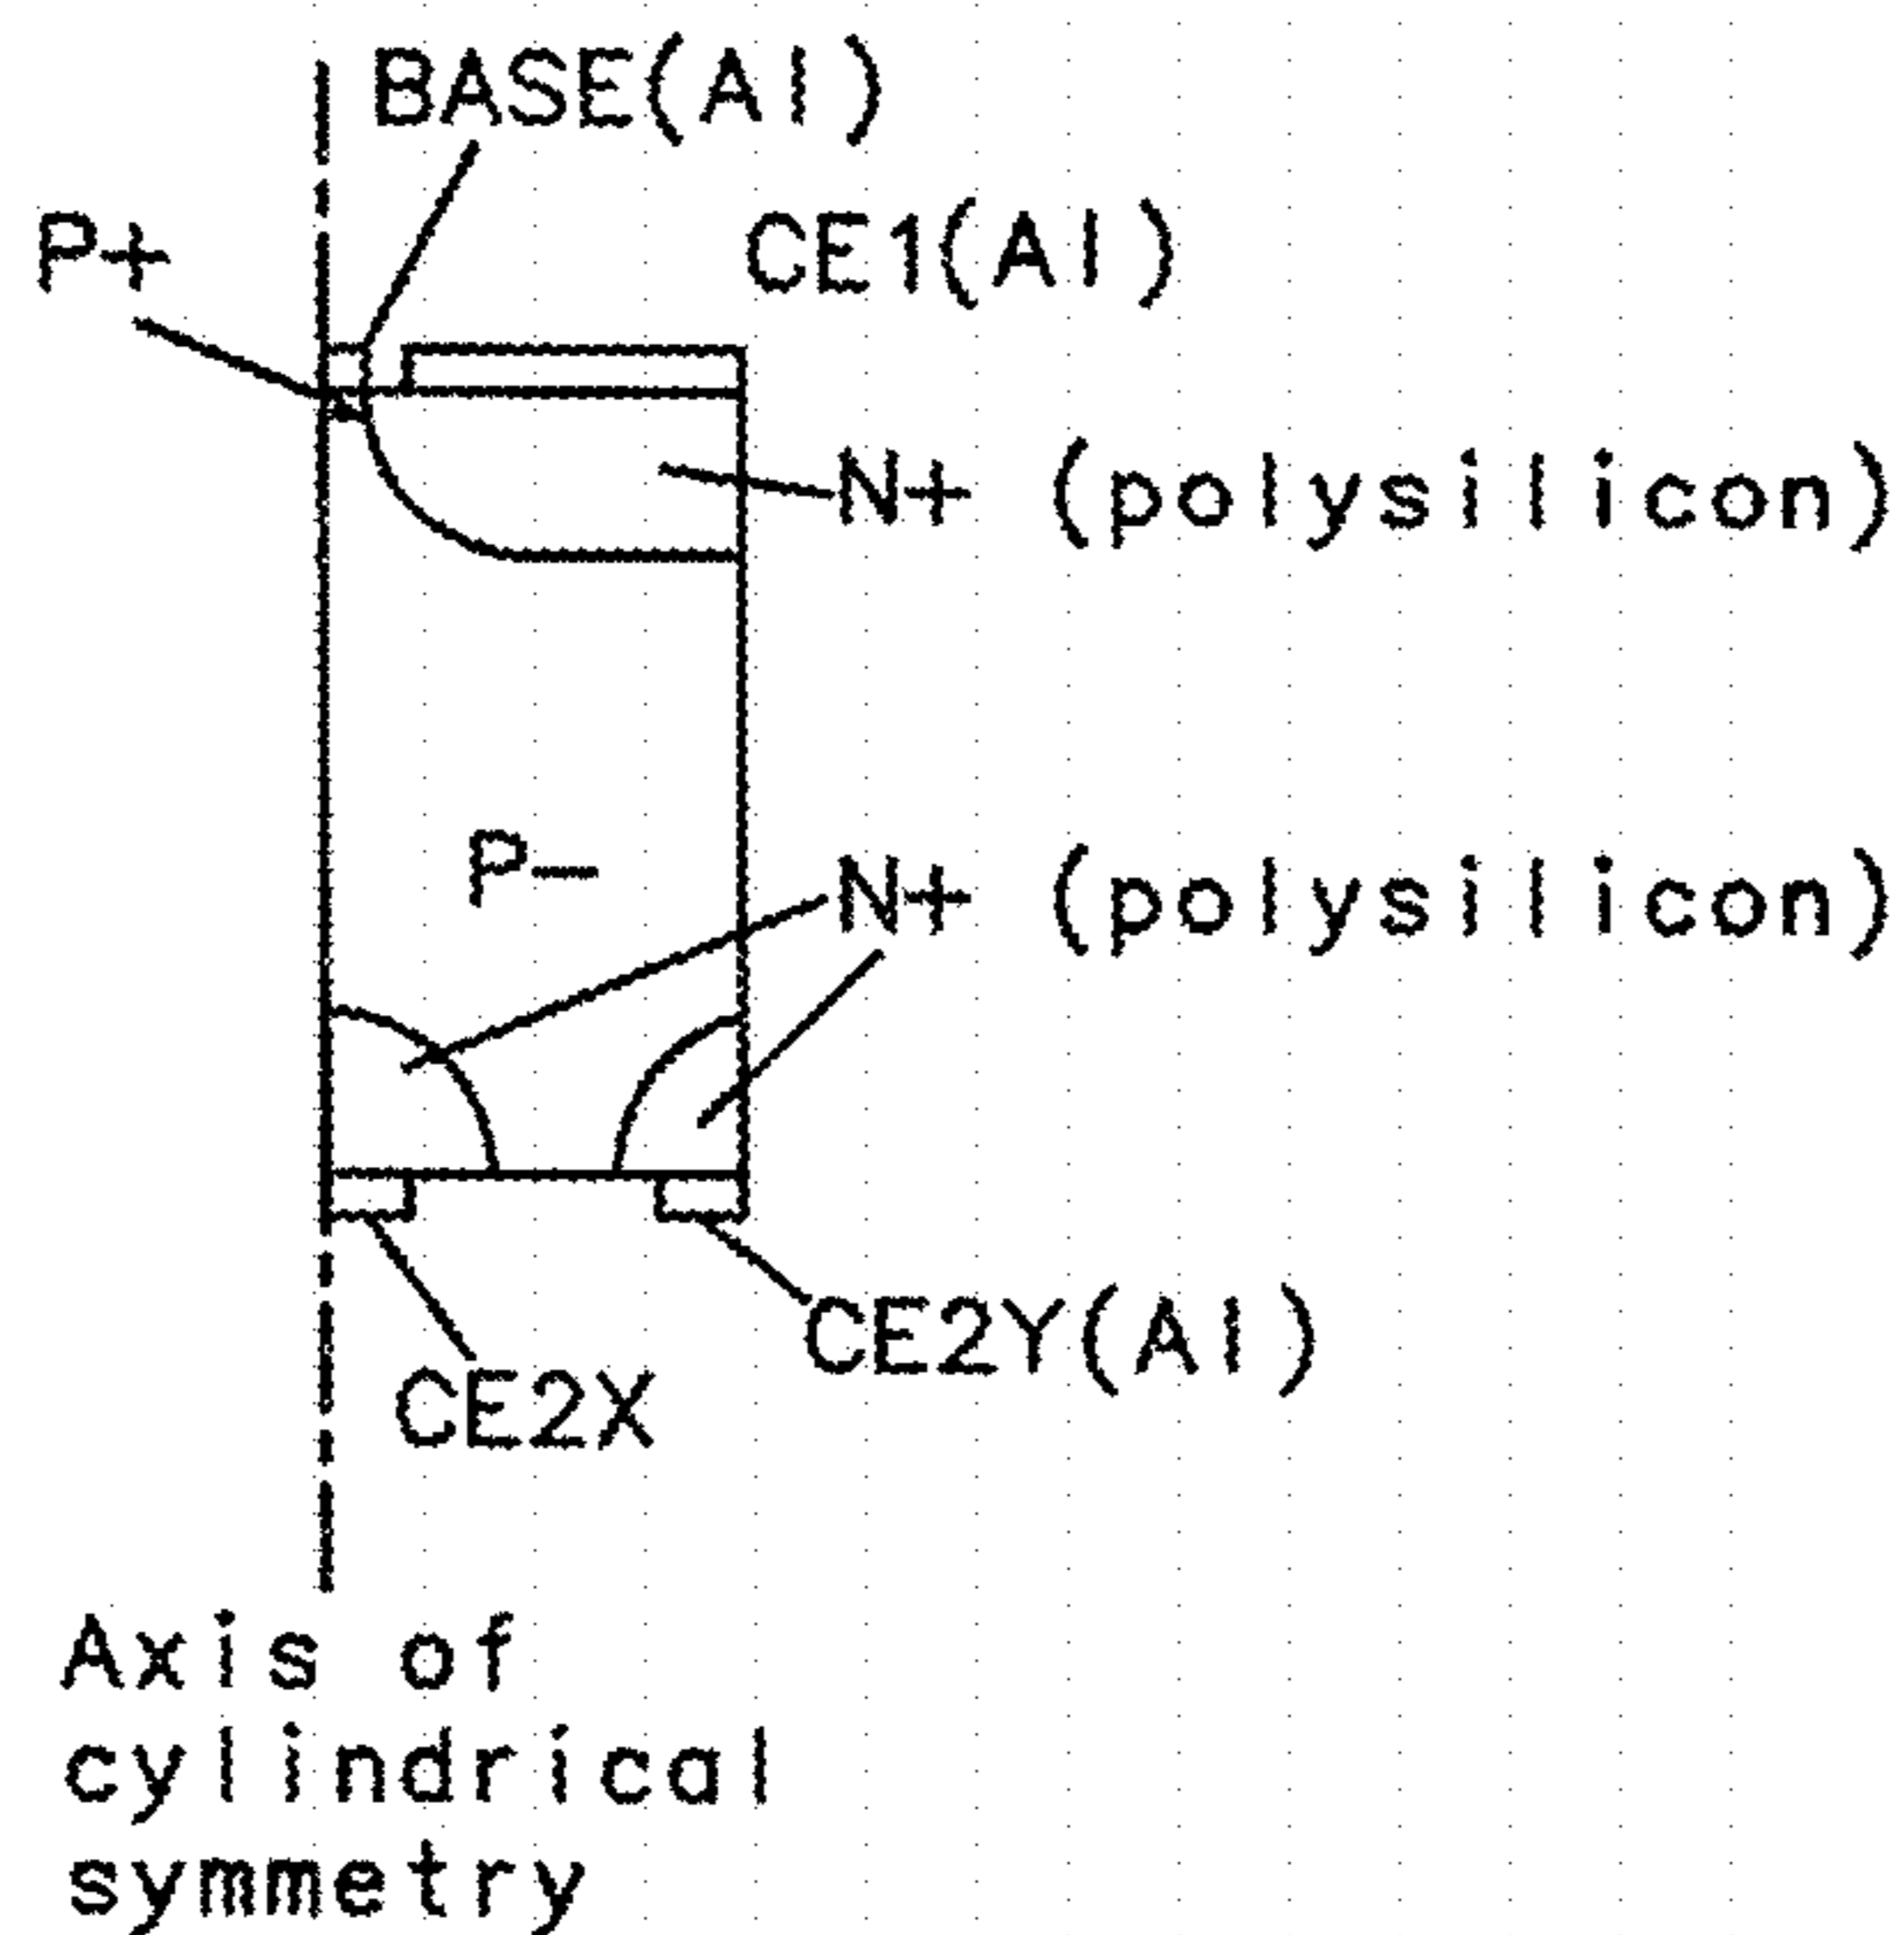 BASE(Al)
P+
CE1(Al)
N+ (polysilicon)
P−
N+ (polysilicon)
CE2Y(Al)
CE2X
Axis of
cylindrical
symmetry